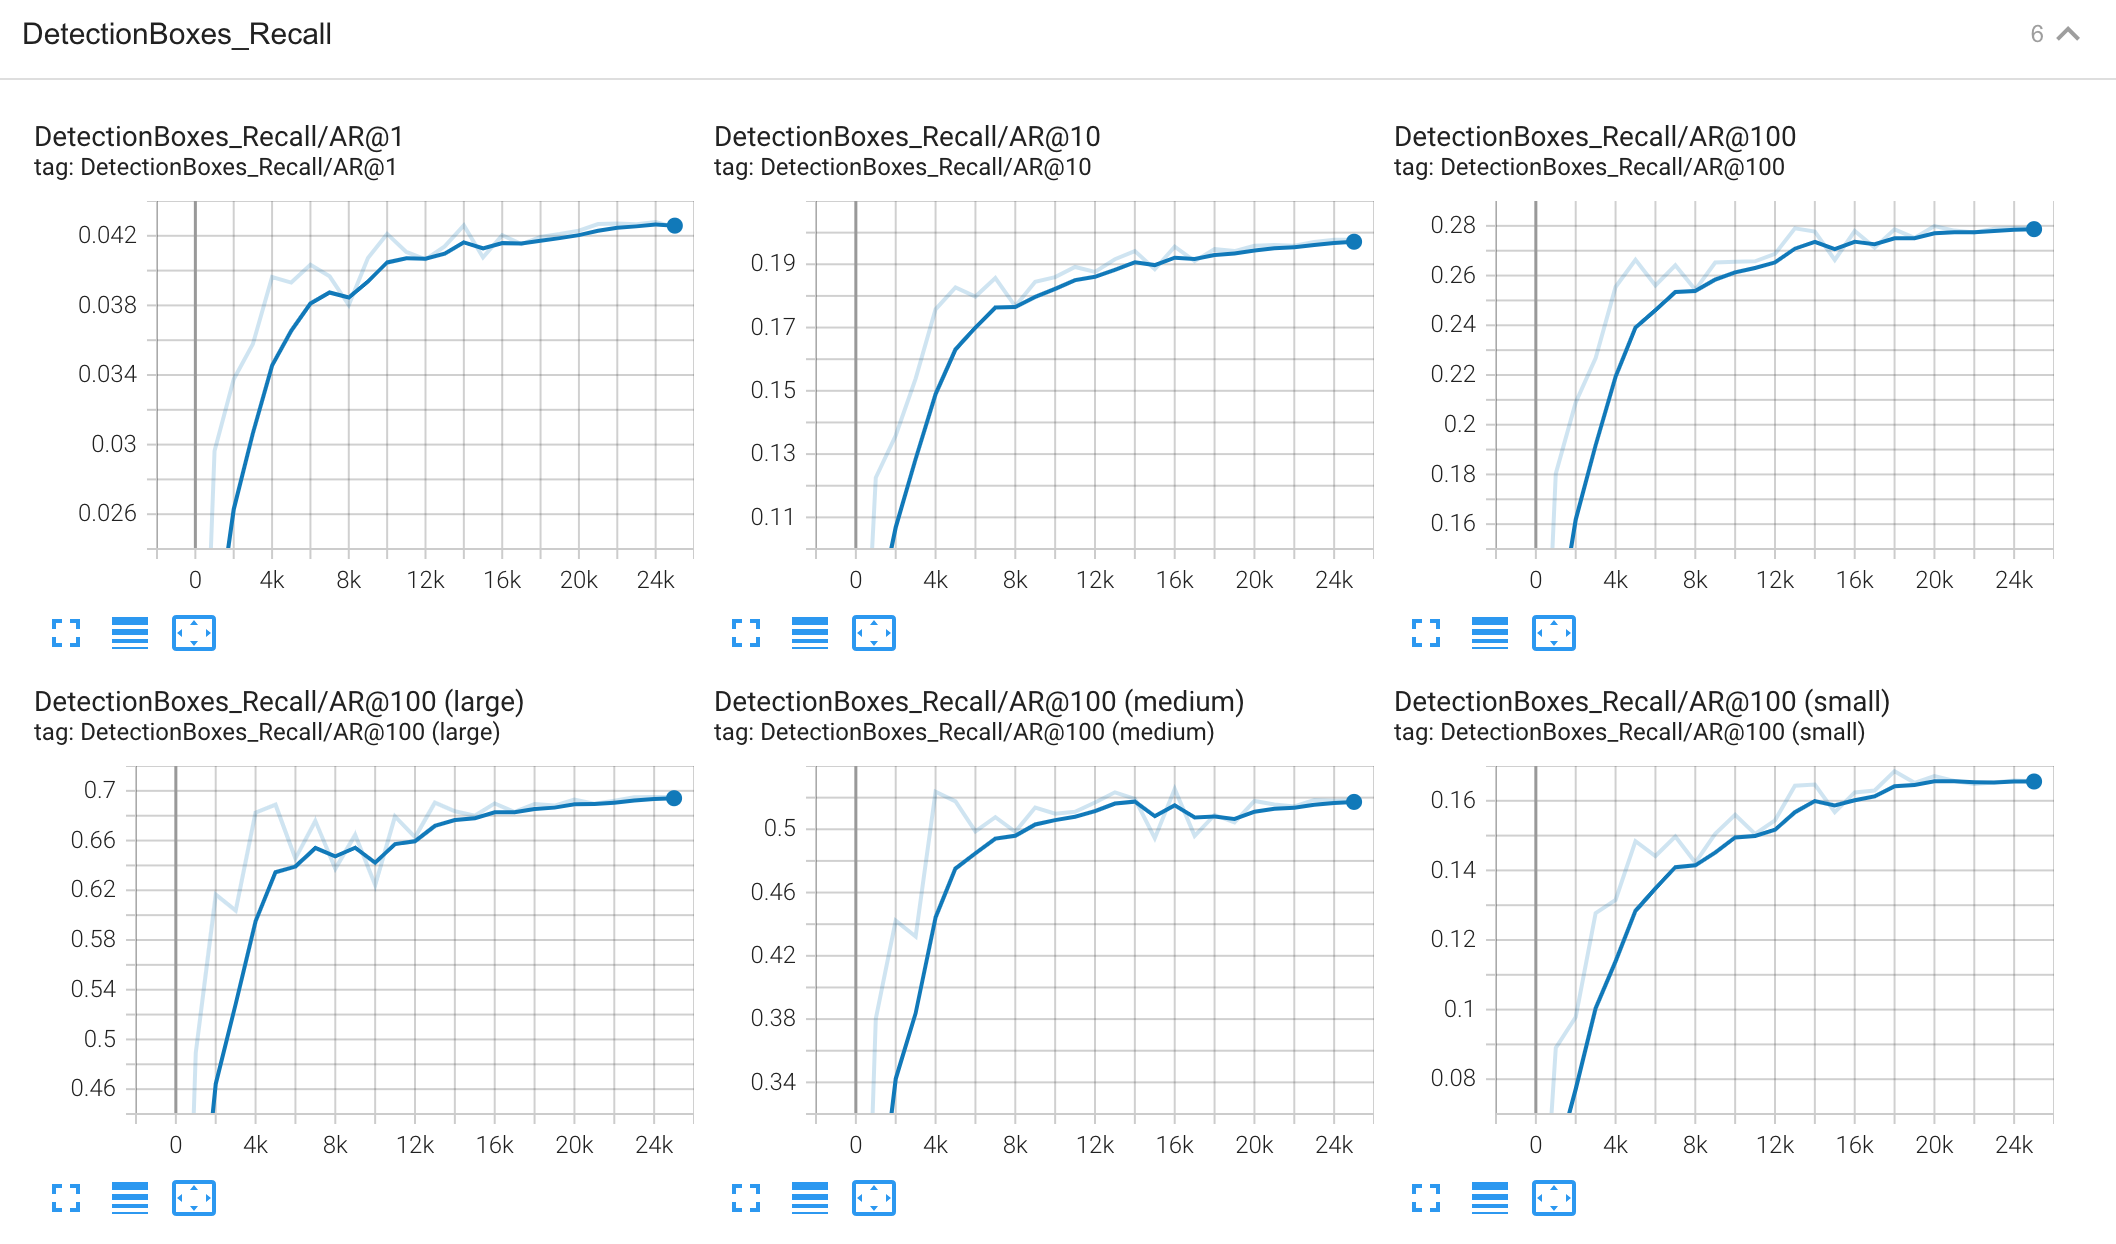 DetectionBoxes_Recall
6
DetectionBoxes_Recall/AR@1
tag: DetectionBoxes_Recall/AR@1
0.042
0.038
0.034
0.03
0.026
0 4k 8k 12k 16k 20k 24k
DetectionBoxes_Recall/AR@10
tag: DetectionBoxes_Recall/AR@10
0.19
0.17
0.15
0.13
0.11
0 4k 8k 12k 16k 20k 24k
DetectionBoxes_Recall/AR@100
tag: DetectionBoxes_Recall/AR@100
0.28
0.26
0.24
0.22
0.2
0.18
0.16
0 4k 8k 12k 16k 20k 24k
DetectionBoxes_Recall/AR@100 (large)
tag: DetectionBoxes_Recall/AR@100 (large)
0.7
0.66
0.62
0.58
0.54
0.5
0.46
0 4k 8k 12k 16k 20k 24k
DetectionBoxes_Recall/AR@100 (medium)
tag: DetectionBoxes_Recall/AR@100 (medium)
0.5
0.46
0.42
0.38
0.34
0 4k 8k 12k 16k 20k 24k
DetectionBoxes_Recall/AR@100 (small)
tag: DetectionBoxes_Recall/AR@100 (small)
0.16
0.14
0.12
0.1
0.08
0 4k 8k 12k 16k 20k 24k